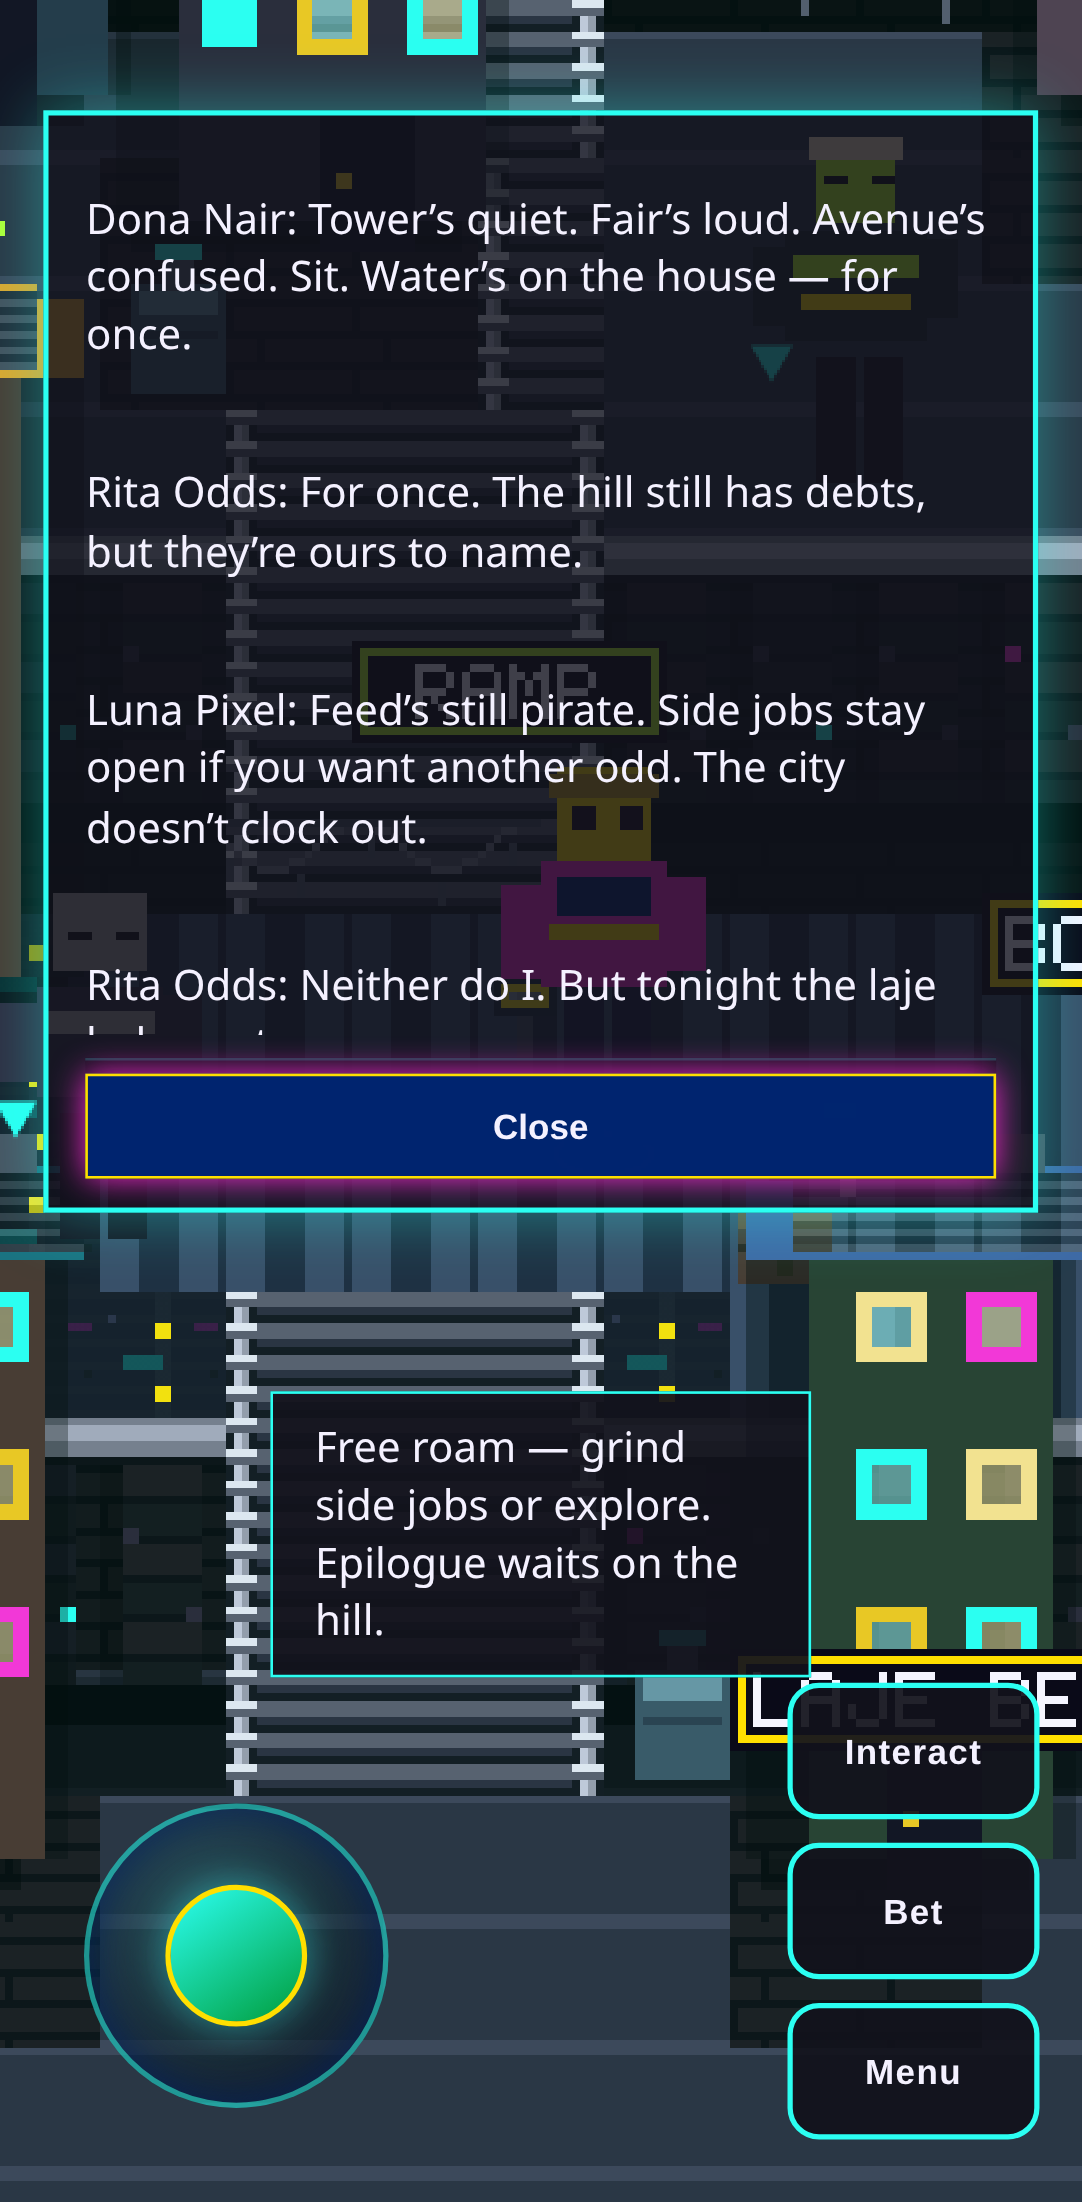 Dona Nair: Tower’s quiet. Fair’s loud. Avenue’s
confused. Sit. Water’s on the house — for
once.
Rita Odds: For once. The hill still has debts,
but they’re ours to name.
RAMP
Luna Pixel: Feed’s still pirate. Side jobs stay
open if you want another odd. The city
doesn’t clock out.
Rita Odds: Neither do I. But tonight the laje
Close
Free roam — grind
side jobs or explore.
Epilogue waits on the
hill.
LAJE BE
Interact
Bet
Menu